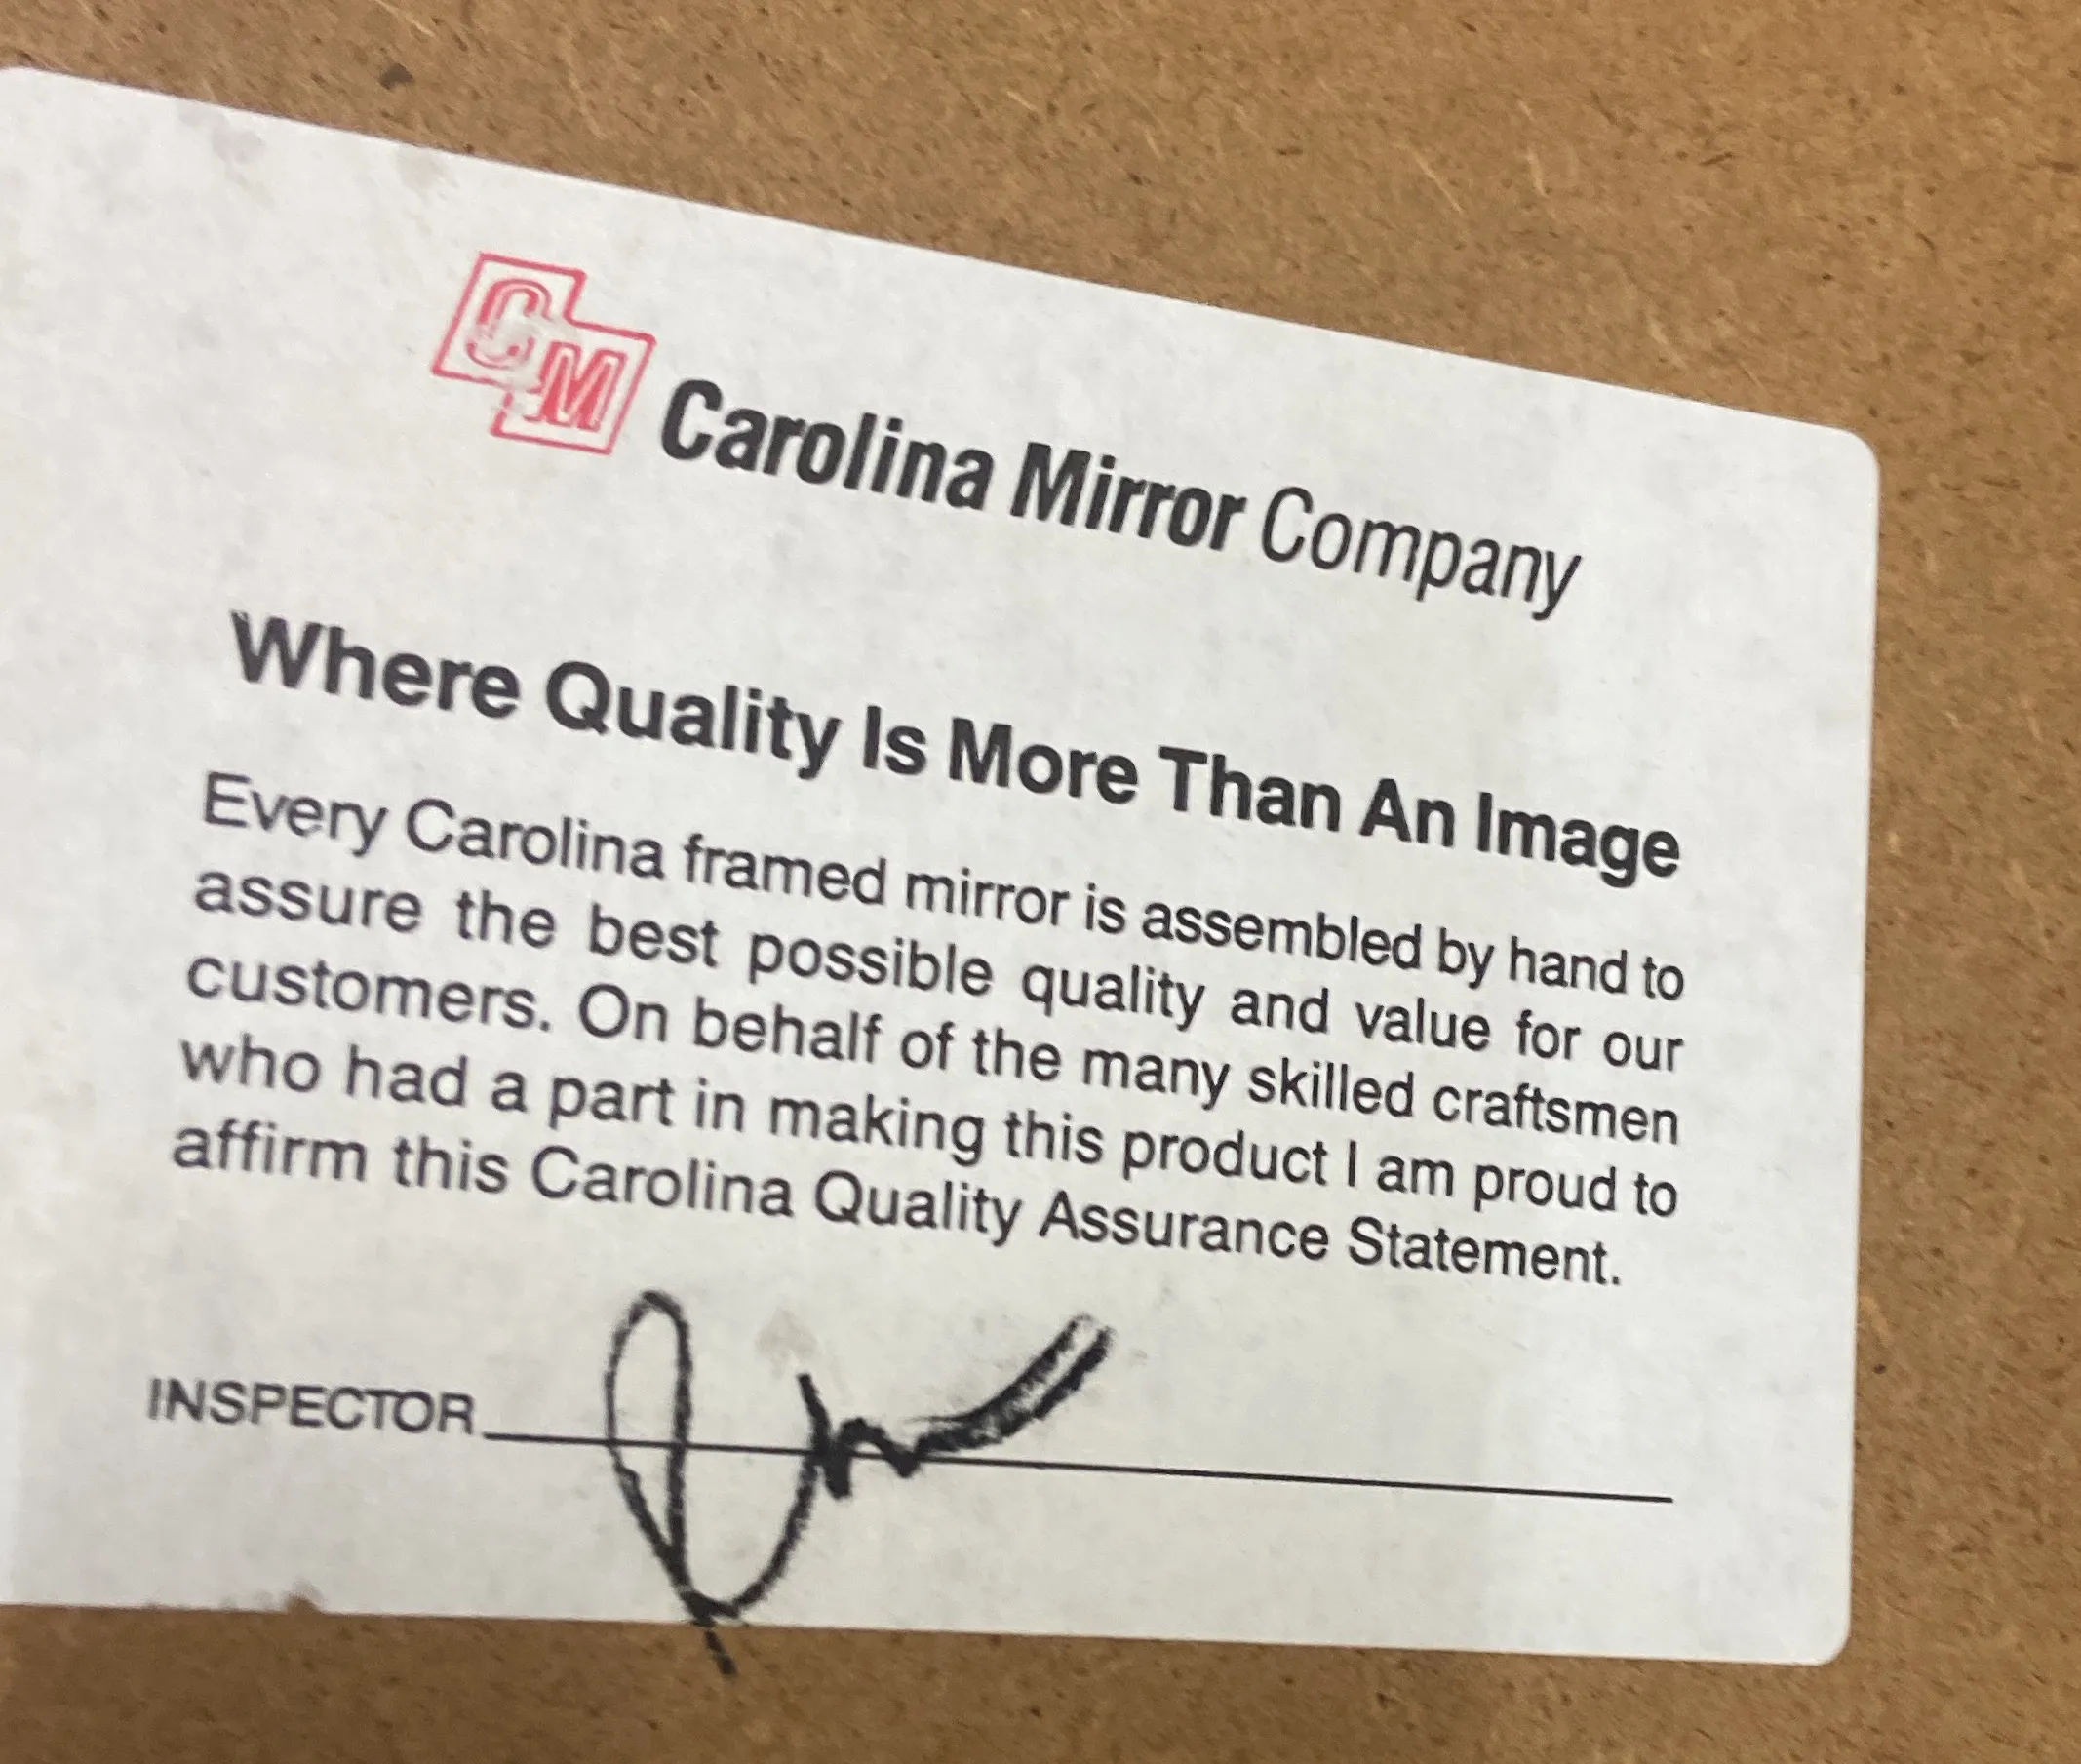 CM Carolina Mirror Company
Where Quality Is More Than An Image
Every Carolina framed mirror is assembled by hand to
assure the best possible quality and value for our
customers. On behalf of the many skilled craftsmen
who had a part in making this product I am proud to
affirm this Carolina Quality Assurance Statement.
INSPECTOR